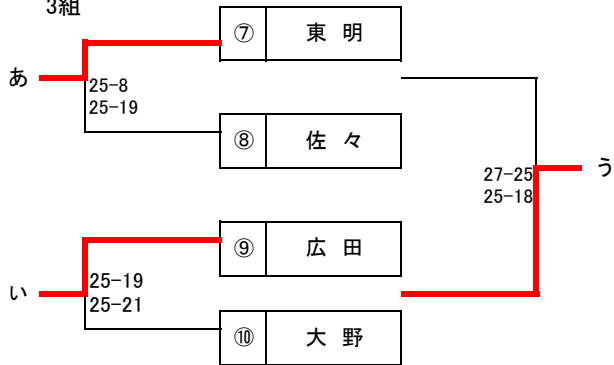 3組
⑦ 東 明
あ
25-8
25-19
⑧ 佐 々
27-25
25-18
う
⑨ 広 田
い
25-19
25-21
⑩ 大 野